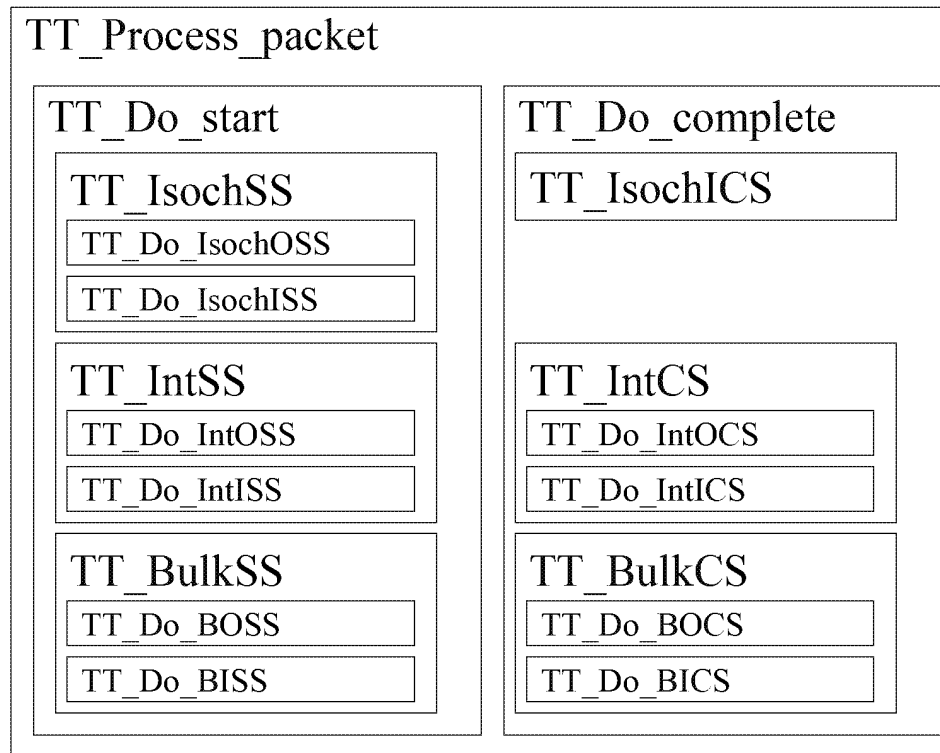 TT_Process_packet
TT_Do_start
TT_IsochSS
TT_Do_IsochOSS
TT_Do_IsochISS
TT_IntSS
TT_Do_IntOSS
TT_Do_IntISS
TT_BulkSS
TT_Do_BOSS
TT_Do_BISS
TT_Do_complete
TT_IsochICS
TT_IntCS
TT_Do_IntOCS
TT_Do_IntICS
TT_BulkCS
TT_Do_BOCS
TT_Do_BICS